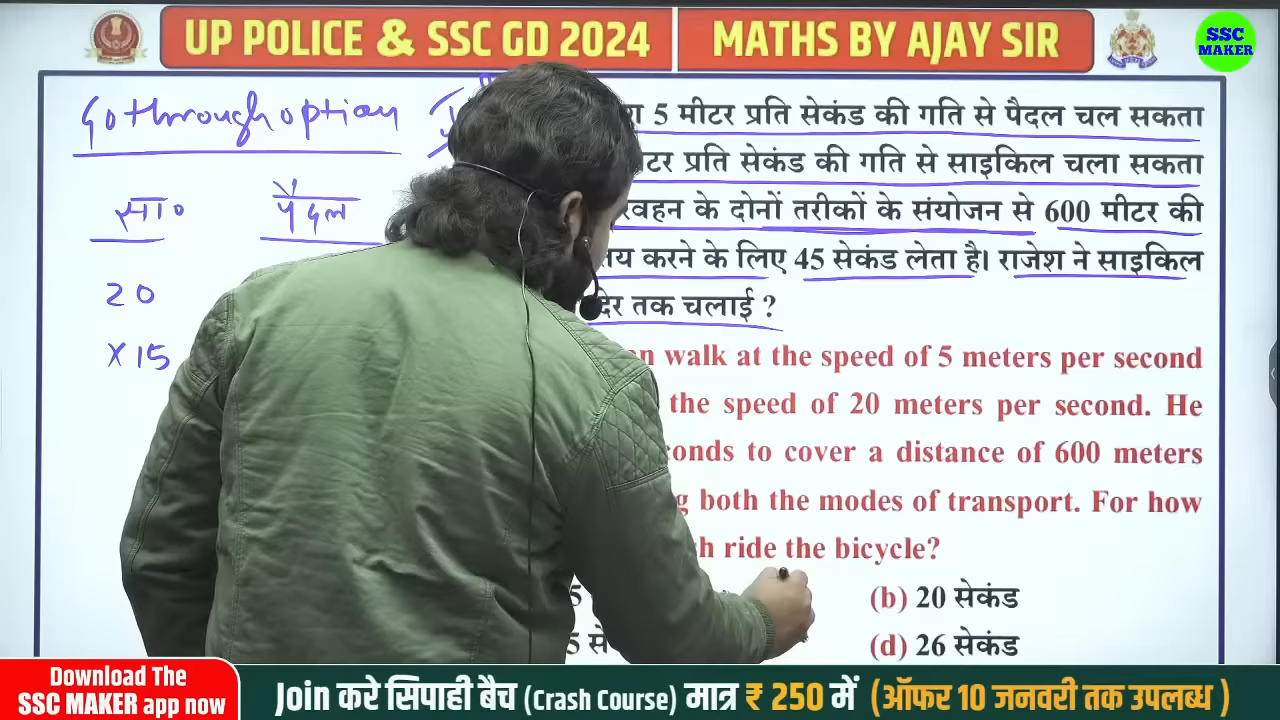 UP POLICE & SSC GD 2024 MATHS BY AJAY SIR
SSC
MAKER
Go through option
5 मीटर प्रति सेकंड की गति से पैदल चल सकता
प्रति सेकंड की गति से साइकिल चला सकता
के दोनों तरीकों के संयोजन से 600 मीटर की
करने के लिए 45 सेकंड लेता है। राजेश ने साइकिल
देर तक चलाई ?
सा० पैदल
20
x 15
walk at the speed of 5 meters per second
the speed of 20 meters per second. He
to cover a distance of 600 meters
both the modes of transport. For how
ride the bicycle?
(b) 20 सेकंड
(d) 26 सेकंड
Download The
SSC MAKER app now
Join करे सिपाही बैच (Crash Course) मात्र ₹ 250 में (ऑफर 10 जनवरी तक उपलब्ध )